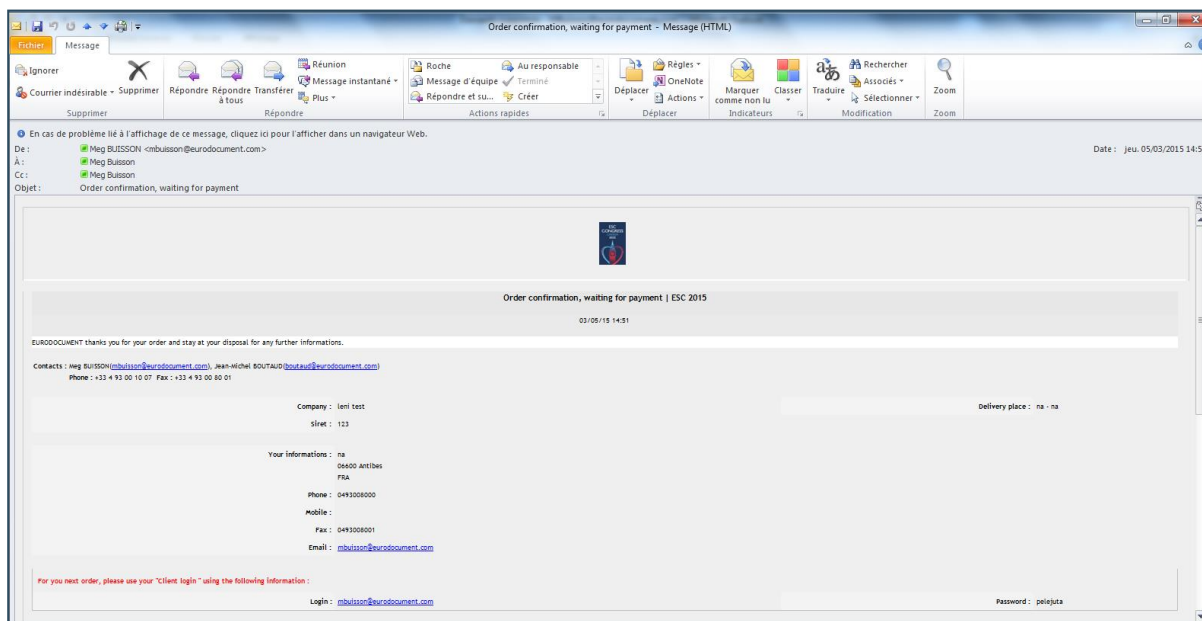 Order confirmation, waiting for payment - Message (HTML)
Fichier Message
Ignorer
Courrier indésirable
Supprimer
Répondre
Répondre à tous
Transférer
Réunion
Message instantané
Plus
Roche
Au responsable
Message d'équipe
Terminé
Répondre et su...
Créer
Déplacer
Règles
OneNote
Actions
Marquer comme non lu
Classer
Traduire
Rechercher
Associés
Sélectionner
Zoom
Supprimer Répondre Actions rapides Déplacer Indicateurs Modification Zoom
En cas de problème lié à l'affichage de ce message, cliquez ici pour l'afficher dans un navigateur Web.
De : Meg BUISSON <mbuisson@eurodocument.com> Date : jeu. 05/03/2015 14:5
À : Meg Buisson
Cc : Meg Buisson
Objet : Order confirmation, waiting for payment
ESC
CONGRESS
Order confirmation, waiting for payment | ESC 2015
03/05/15 14:51
EURODOCUMENT thanks you for your order and stay at your disposal for any further informations.
Contacts : Meg BUISSON(mbuisson@eurodocument.com), Jean-Michel BOUTAUD(boutaud@eurodocument.com)
Phone : +33 4 93 00 10 07 Fax : +33 4 93 00 80 01
Company : leni test Delivery place : na - na
Siret : 123
Your informations : na
06600 Antibes
FRA
Phone : 0493008000
Mobile :
Fax : 0493008001
Email : mbuisson@eurodocument.com
For you next order, please use your "Client login " using the following information :
Login : mbuisson@eurodocument.com Password : polejuta